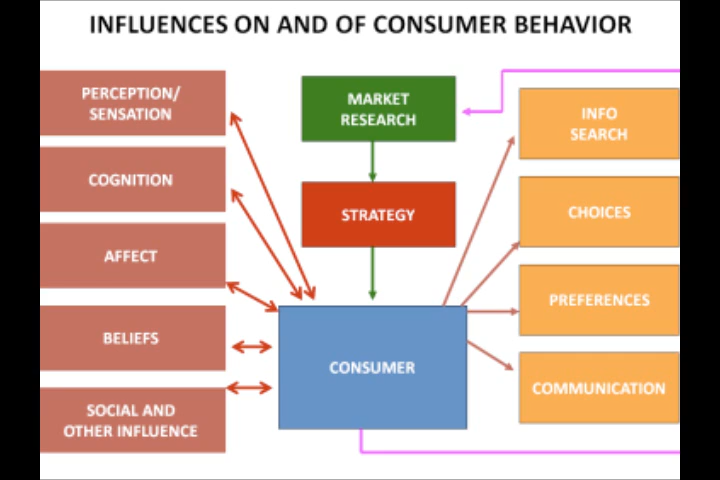 INFLUENCES ON AND OF CONSUMER BEHAVIOR
PERCEPTION/
SENSATION
COGNITION
AFFECT
BELIEFS
SOCIAL AND
OTHER INFLUENCE
MARKET
RESEARCH
STRATEGY
CONSUMER
INFO
SEARCH
CHOICES
PREFERENCES
COMMUNICATION